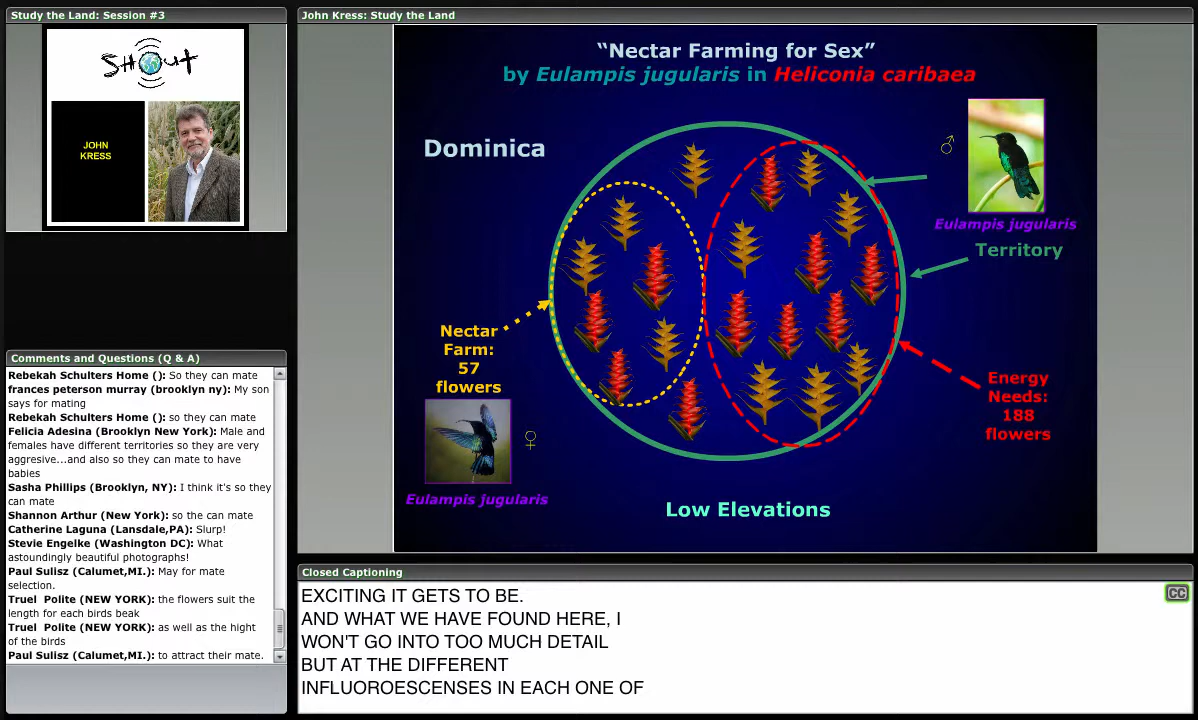 Study the Land: Session #3
SHOUT
JOHN
KRESS
Comments and Questions (Q & A)
Rebekah Schulters Home (): So they can mate
frances peterson murray (brooklyn ny): My son
says for mating
Rebekah Schulters Home (): so they can mate
Felicia Adesina (Brooklyn New York): Male and
females have different territories so they are very
aggresive...and also so they can mate to have
babies
Sasha Phillips (Brooklyn, NY): I think it's so they
can mate
Shannon Arthur (New York): so the can mate
Catherine Laguna (Lansdale,PA): Slurp!
Stevie Engelke (Washington DC): What
astoundingly beautiful photographs!
Paul Sulisz (Calumet,MI.): May for mate
selection.
Truel Polite (NEW YORK): the flowers suit the
length for each birds beak
Truel Polite (NEW YORK): as well as the hight
of the birds
Paul Sulisz (Calumet,MI.): to attract their mate.
John Kress: Study the Land
“Nectar Farming for Sex”
by Eulampis jugularis in Heliconia caribaea
Dominica
♂
Eulampis jugularis
Territory
Nectar
Farm:
57
flowers
♀
Eulampis jugularis
Energy
Needs:
188
flowers
Low Elevations
Closed Captioning
CC
EXCITING IT GETS TO BE.
AND WHAT WE HAVE FOUND HERE, I
WON'T GO INTO TOO MUCH DETAIL
BUT AT THE DIFFERENT
INFLUOROESCENSES IN EACH ONE OF